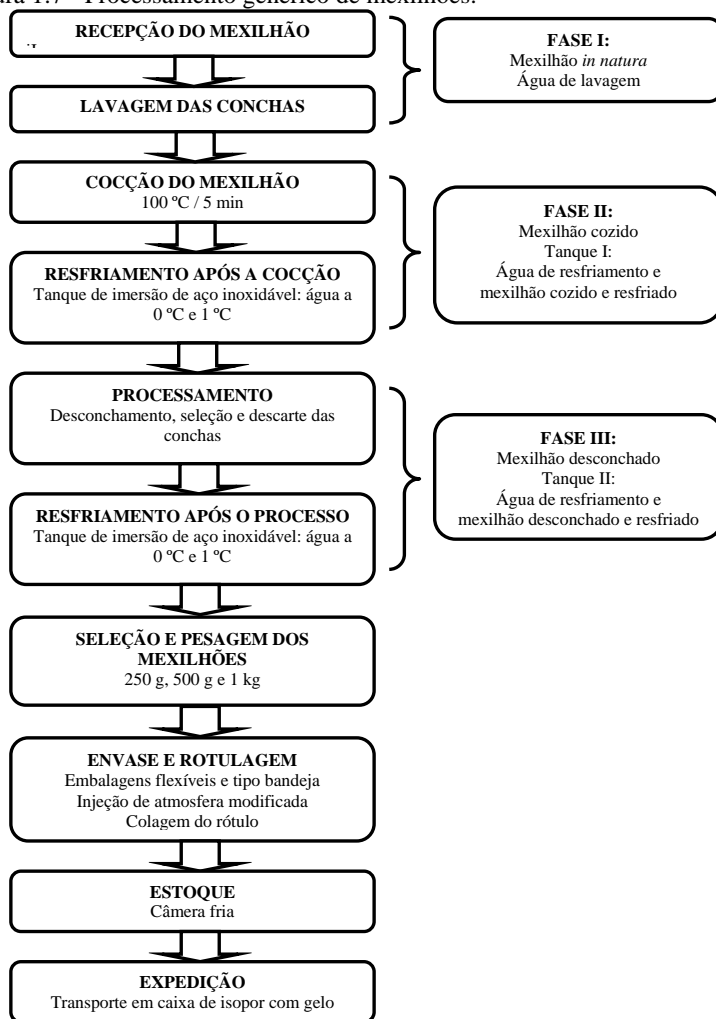 1.7 - Processamento genérico de mexilhões.
RECEPÇÃO DO MEXILHÃO
LAVAGEM DAS CONCHAS
FASE I:
Mexilhão in natura
Água de lavagem
COCÇÃO DO MEXILHÃO
100 ºC / 5 min
RESFRIAMENTO APÓS A COCÇÃO
Tanque de imersão de aço inoxidável: água a
0 ºC e 1 ºC
FASE II:
Mexilhão cozido
Tanque I:
Água de resfriamento e
mexilhão cozido e resfriado
PROCESSAMENTO
Desconchamento, seleção e descarte das
conchas
RESFRIAMENTO APÓS O PROCESSO
Tanque de imersão de aço inoxidável: água a
0 ºC e 1 ºC
FASE III:
Mexilhão desconchado
Tanque II:
Água de resfriamento e
mexilhão desconchado e resfriado
SELEÇÃO E PESAGEM DOS
MEXILHÕES
250 g, 500 g e 1 kg
ENVASE E ROTULAGEM
Embalagens flexíveis e tipo bandeja
Injeção de atmosfera modificada
Colagem do rótulo
ESTOQUE
Câmera fria
EXPEDIÇÃO
Transporte em caixa de isopor com gelo